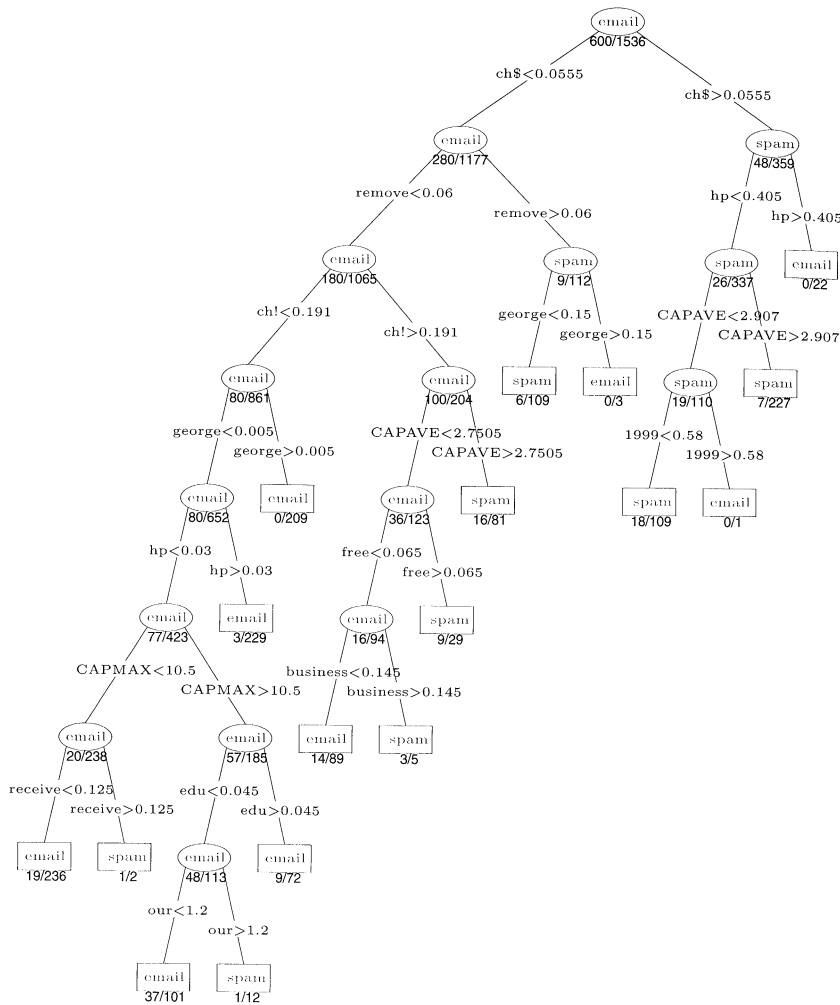 email
600/1536
ch$<0.0555
ch$>0.0555
email
280/1177
spam
48/359
remove<0.06
remove>0.06
hp<0.405
hp>0.405
email
180/1065
spam
9/112
spam
26/337
email
0/22
ch!<0.191
ch!>0.191
george<0.15
george>0.15
CAPAVE<2.907
CAPAVE>2.907
email
80/861
email
100/204
spam
6/109
email
0/3
spam
19/110
spam
7/227
george<0.005
george>0.005
CAPAVE<2.7505
CAPAVE>2.7505
1999<0.58
1999>0.58
email
80/652
email
0/209
email
36/123
spam
16/81
spam
18/109
email
0/1
hp<0.03
hp>0.03
free<0.065
free>0.065
email
77/423
email
3/229
email
16/94
spam
9/29
CAPMAX<10.5
CAPMAX>10.5
business<0.145
business>0.145
email
20/238
email
57/185
email
14/89
spam
3/5
receive<0.125
receive>0.125
edu<0.045
edu>0.045
email
19/236
spam
1/2
email
48/113
email
9/72
our<1.2
our>1.2
email
37/101
spam
1/12